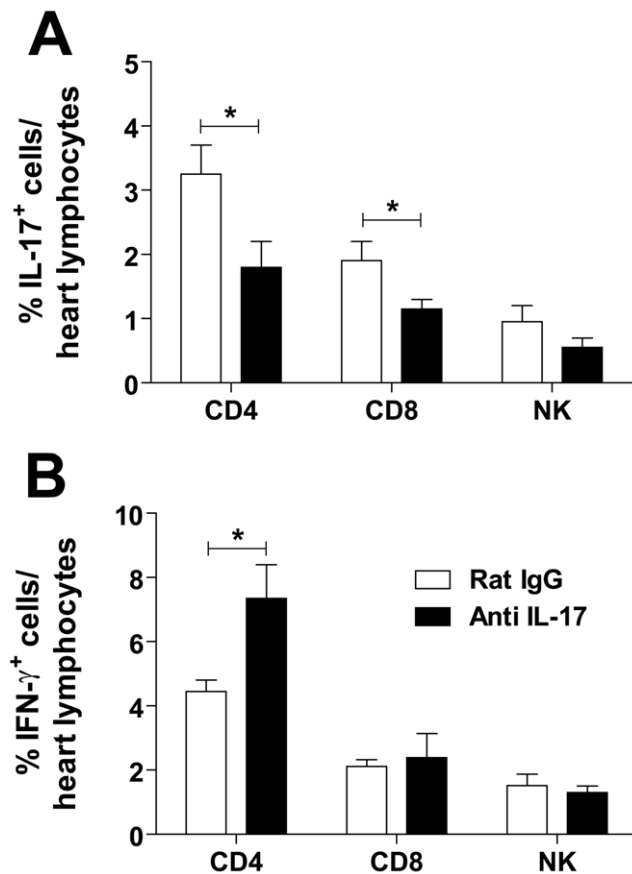 A
% IL-17⁺ cells/
heart lymphocytes
5
4
3
2
1
0
*
*
CD4 CD8 NK
B
% IFN-γ⁺ cells/
heart lymphocytes
10
8
6
4
2
0
*
Rat IgG
Anti IL-17
CD4 CD8 NK